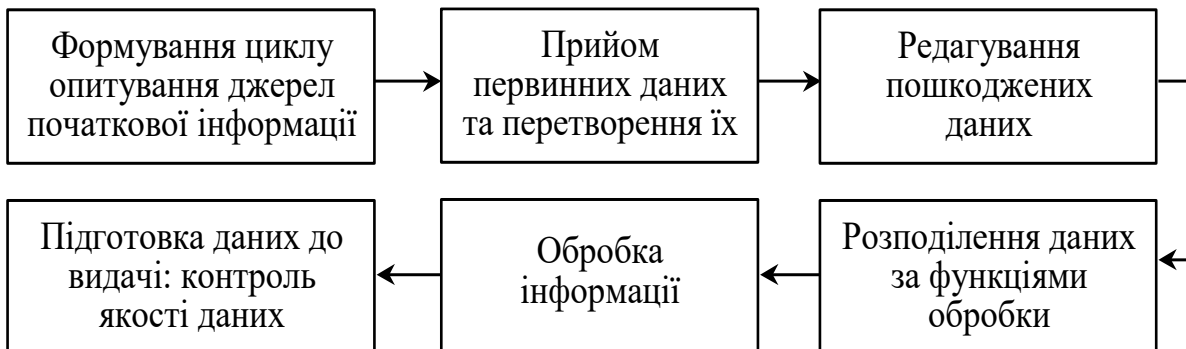 Формування циклу
опитування джерел
початкової інформації
Прийом
первинних даних
та перетворення їх
Редагування
пошкоджених
даних
Розподілення даних
за функціями
обробки
Обробка
інформації
Підготовка даних до
видачі: контроль
якості даних